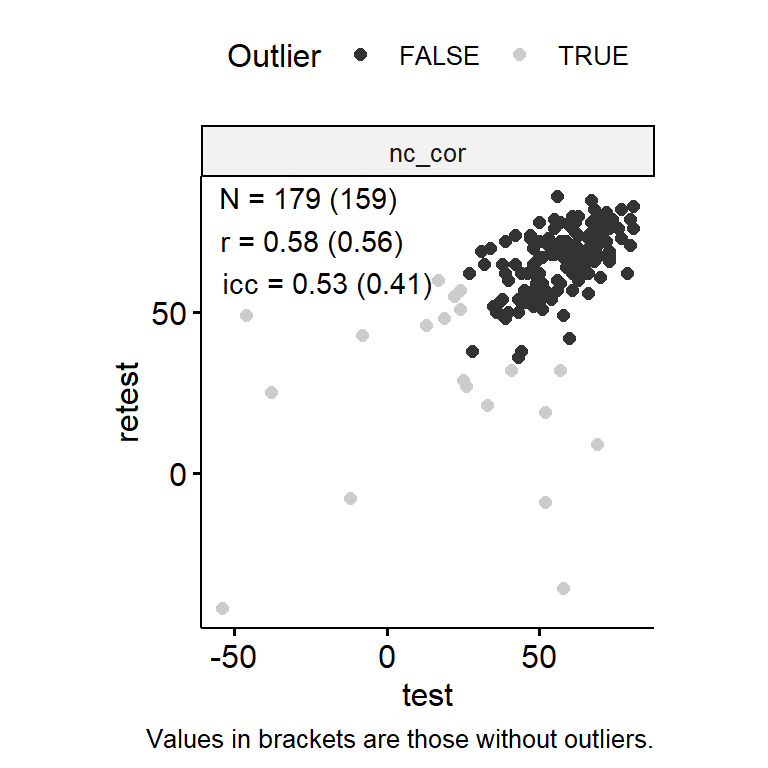 Outlier FALSE TRUE
nc_cor
N = 179 (159)
r = 0.58 (0.56)
icc = 0.53 (0.41)
50
0
retest
-50 0 50
test
Values in brackets are those without outliers.